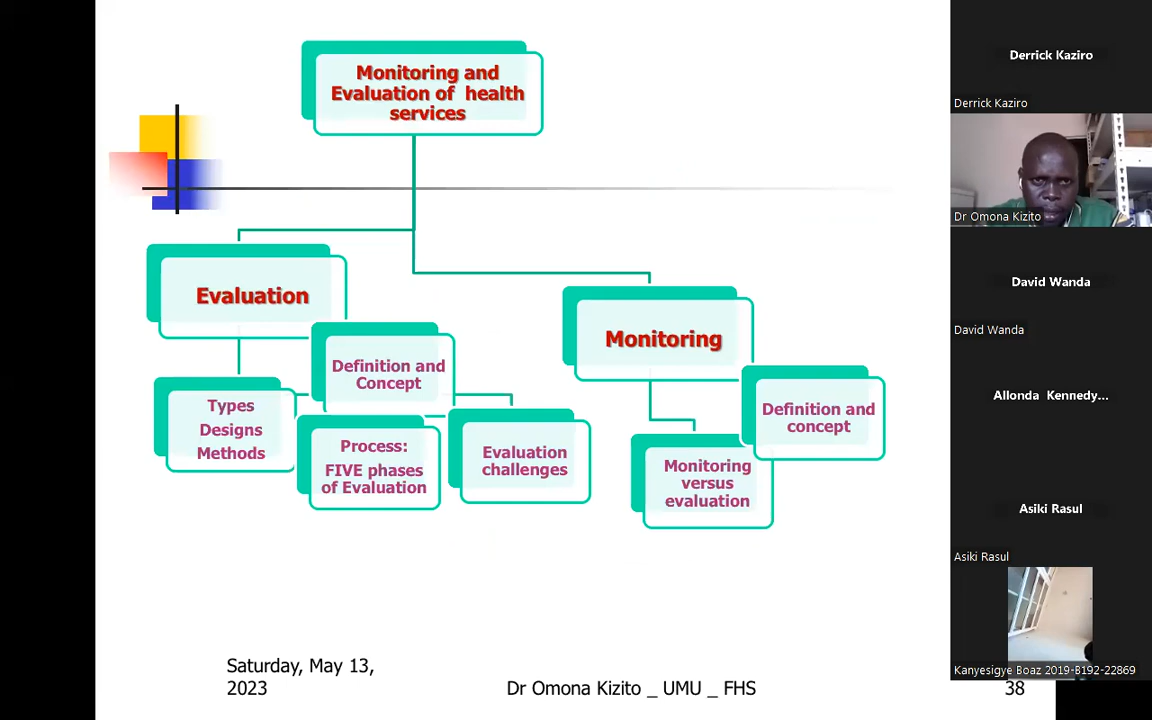 Monitoring and
Evaluation of health
services
Evaluation
Definition and
Concept
Types
Designs
Methods
Process:
FIVE phases
of Evaluation
Evaluation
challenges
Monitoring
Definition and
concept
Monitoring
versus
evaluation
Saturday, May 13,
2023
Dr Omona Kizito _ UMU _ FHS
38
Derrick Kaziro
Derrick Kaziro
Dr Omona Kizito
David Wanda
David Wanda
Allonda Kennedy...
Asiki Rasul
Asiki Rasul
Kanyesigye Boaz 2019-B192-22869